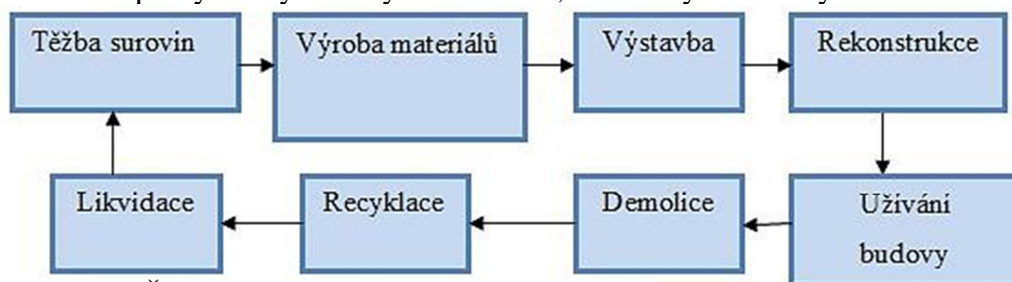 Těžba surovin
Výroba materiálů
Výstavba
Rekonstrukce
Likvidace
Recyklace
Demolice
Užívání
budovy